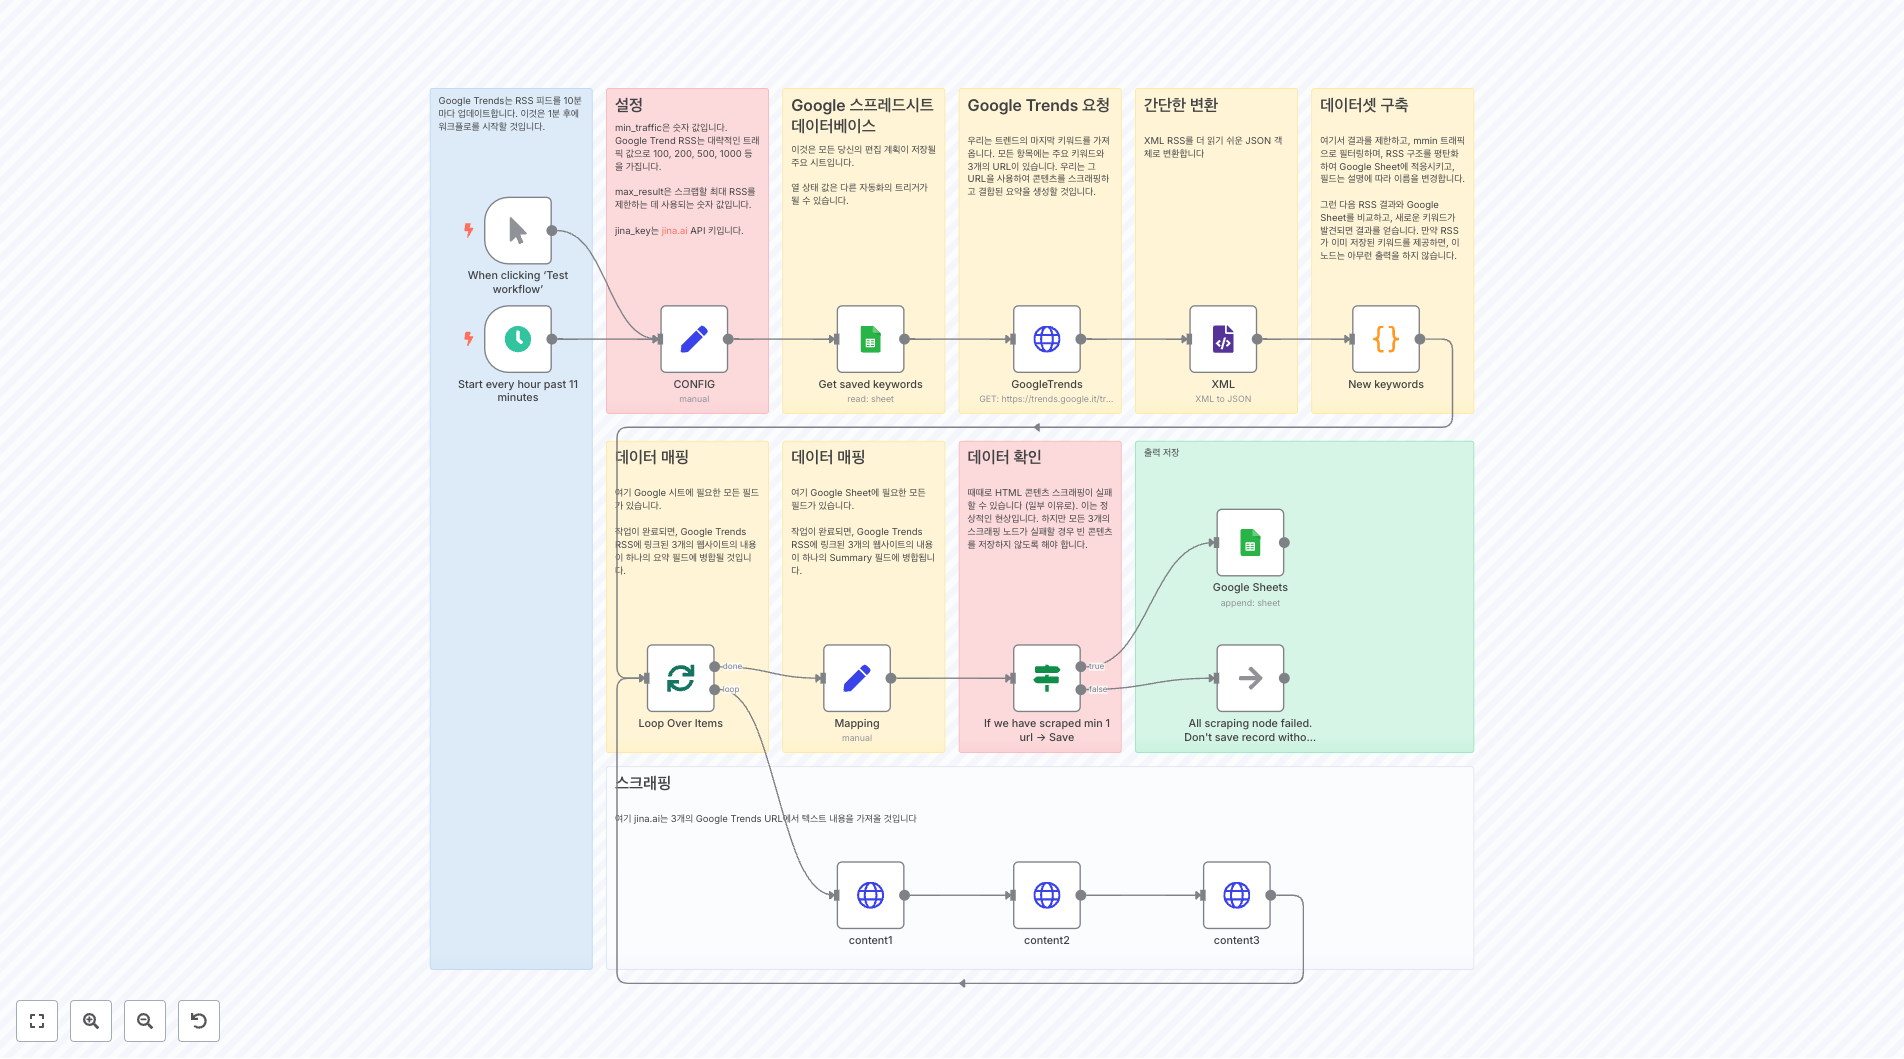 Google Trends는 RSS 피드를 10분
마다 업데이트합니다. 이것은 1분 후에
워크플로를 시작할 것입니다.
When clicking ‘Test
workflow’
Start every hour past 11
minutes
설정
min_traffic은 숫자 값입니다.
Google Trend RSS는 대략적인 트래
픽 값으로 100, 200, 500, 1000 등
을 가집니다.
max_result은 스크랩할 최대 RSS를
제한하는 데 사용되는 숫자 값입니다.
jina_key는 jina.ai API 키입니다.
CONFIG
manual
Google 스프레드시트
데이터베이스
이것은 모든 당신의 편집 계획이 저장될
주요 시트입니다.
열 상태 값은 다른 자동화의 트리거가
될 수 있습니다.
Get saved keywords
read: sheet
Google Trends 요청
우리는 트렌드의 마지막 키워드를 가져
옵니다. 모든 항목에는 주요 키워드와
3개의 URL이 있습니다. 우리는 그
URL을 사용하여 콘텐츠를 스크래핑하
고 결합된 요약을 생성할 것입니다.
GoogleTrends
GET: https://trends.google.it/tr...
간단한 변환
XML RSS를 더 읽기 쉬운 JSON 객
체로 변환합니다
XML
XML to JSON
데이터셋 구축
여기서 결과를 제한하고, mmin 트래픽
으로 필터링하며, RSS 구조를 평탄화
하여 Google Sheet에 적응시키고,
필드는 설명에 따라 이름을 변경합니다.
그런 다음 RSS 결과와 Google
Sheet를 비교하고, 새로운 키워드가
발견되면 결과를 얻습니다. 만약 RSS
가 이미 저장된 키워드를 제공하면, 이
노드는 아무런 출력을 하지 않습니다.
New keywords
데이터 매핑
여기 Google 시트에 필요한 모든 필드
가 있습니다.
작업이 완료되면, Google Trends
RSS에 링크된 3개의 웹사이트의 내용
이 하나의 요약 필드에 병합될 것입니
다.
done
loop
Loop Over Items
데이터 매핑
여기 Google Sheet에 필요한 모든
필드가 있습니다.
작업이 완료되면, Google Trends
RSS에 링크된 3개의 웹사이트의 내용
이 하나의 Summary 필드에 병합됩니
다.
Mapping
manual
데이터 확인
때때로 HTML 콘텐츠 스크래핑이 실패
할 수 있습니다 (일부 이유로). 이는 정
상적인 현상입니다. 하지만 모든 3개의
스크래핑 노드가 실패할 경우 빈 콘텐츠
를 저장하지 않도록 해야 합니다.
true
false
If we have scraped min 1
url → Save
출력 저장
Google Sheets
append: sheet
All scraping node failed.
Don't save record witho...
스크래핑
여기 jina.ai는 3개의 Google Trends URL에서 텍스트 내용을 가져올 것입니다
content1
content2
content3